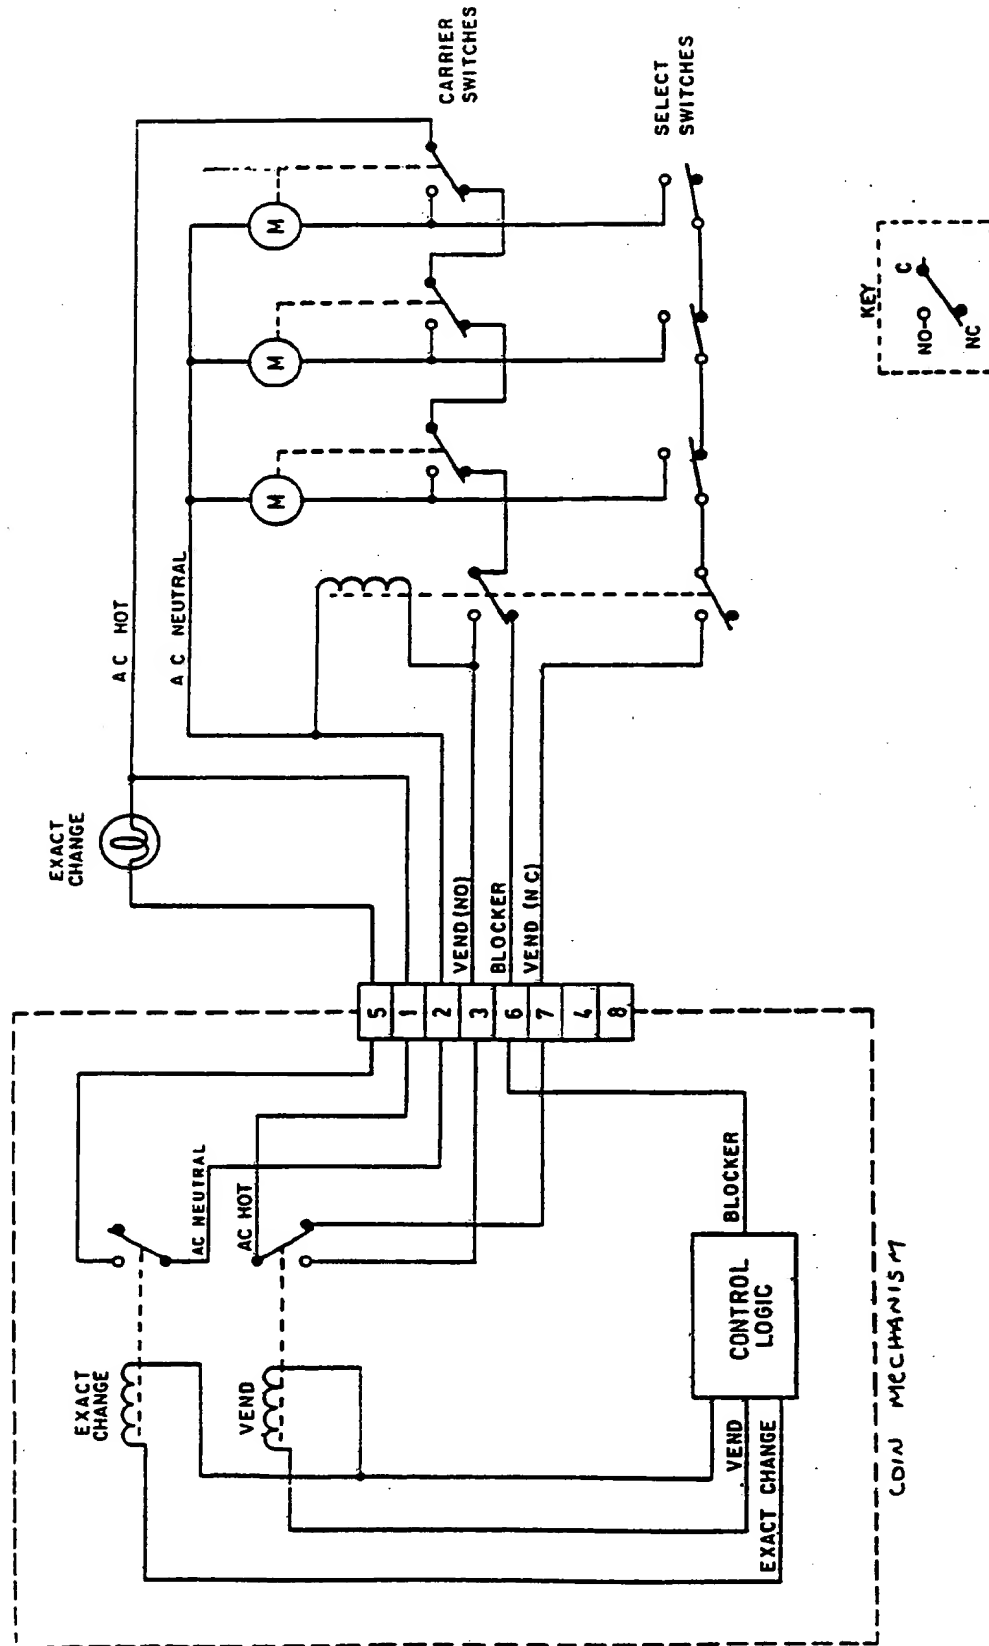 CARRIER
SWITCHES
SELECT
SWITCHES
KEY
C
NO
NC
M
M
M
AC HOT
AC NEUTRAL
EXACT
CHANGE
VEND (NO)
BLOCKER
VEND (NC)
5
1
2
3
6
7
4
8
AC NEUTRAL
AC HOT
BLOCKER
EXACT
CHANGE
VEND
CONTROL
LOGIC
VEND
EXACT CHANGE
COIN MECHANISM